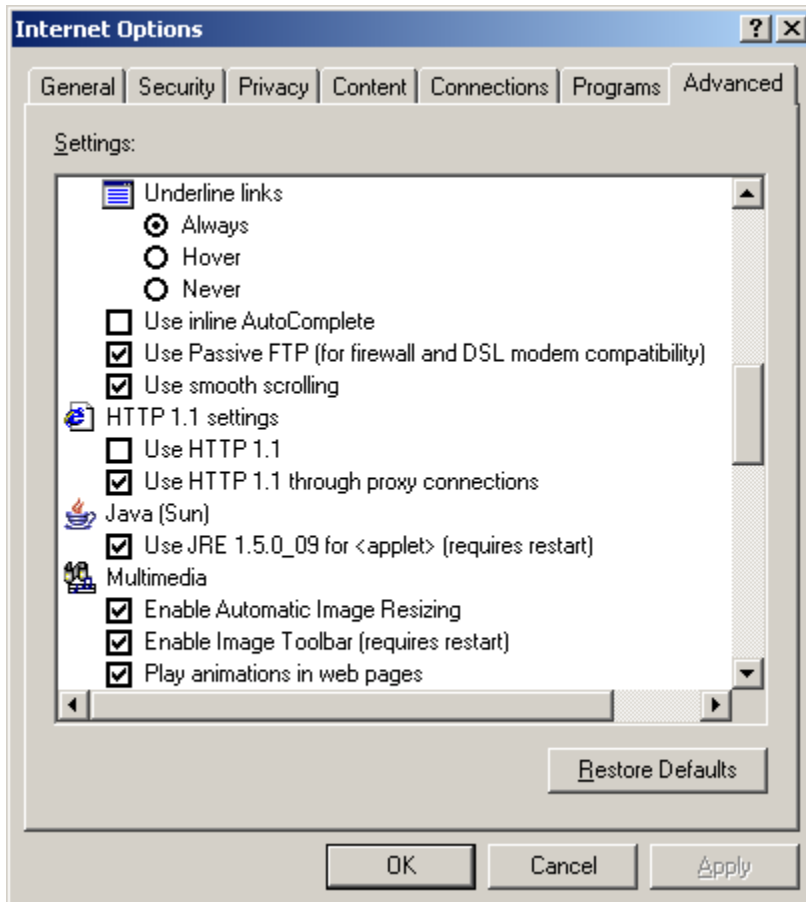 Internet Options
General Security Privacy Content Connections Programs Advanced
Settings:
Underline links
Always
Hover
Never
Use inline AutoComplete
Use Passive FTP (for firewall and DSL modem compatibility)
Use smooth scrolling
HTTP 1.1 settings
Use HTTP 1.1
Use HTTP 1.1 through proxy connections
Java (Sun)
Use JRE 1.5.0_09 for <applet> (requires restart)
Multimedia
Enable Automatic Image Resizing
Enable Image Toolbar (requires restart)
Play animations in web pages
Restore Defaults
OK Cancel Apply